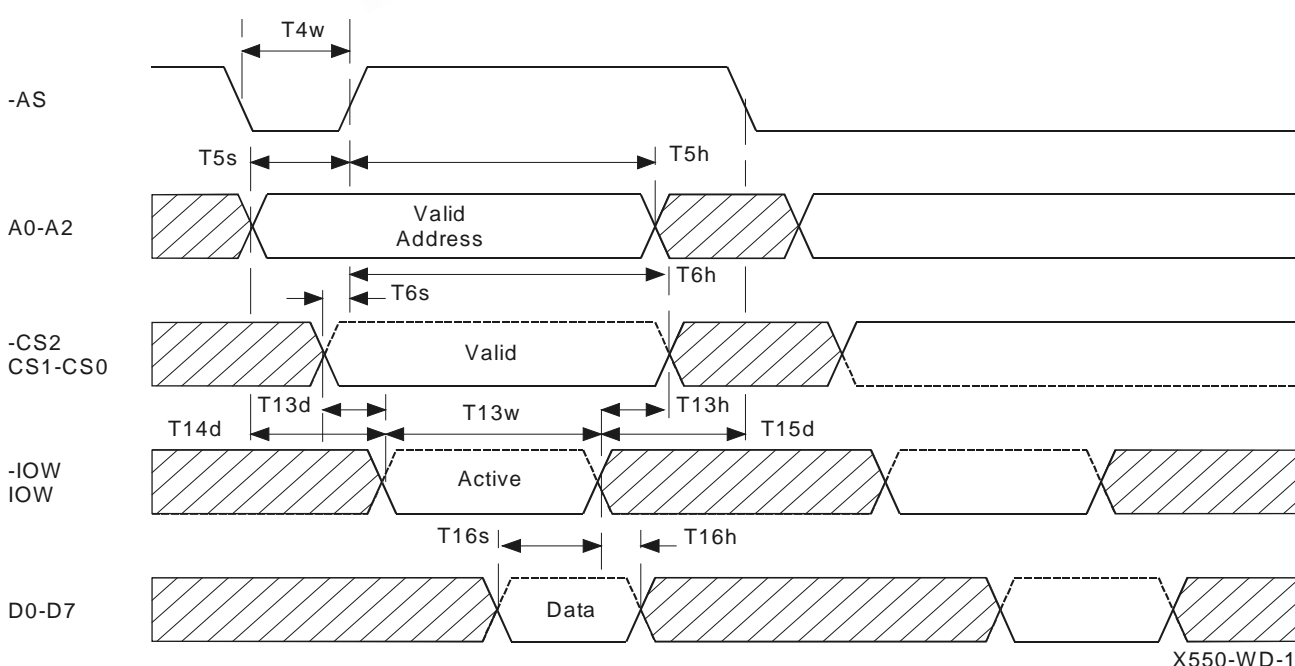 T4w
-AS
T5s
T5h
A0-A2
Valid
Address
T6h
T6s
-CS2
CS1-CS0
Valid
T13d
T13w
T13h
T14d
T15d
-IOW
IOW
Active
T16s
T16h
D0-D7
Data
X550-WD-1